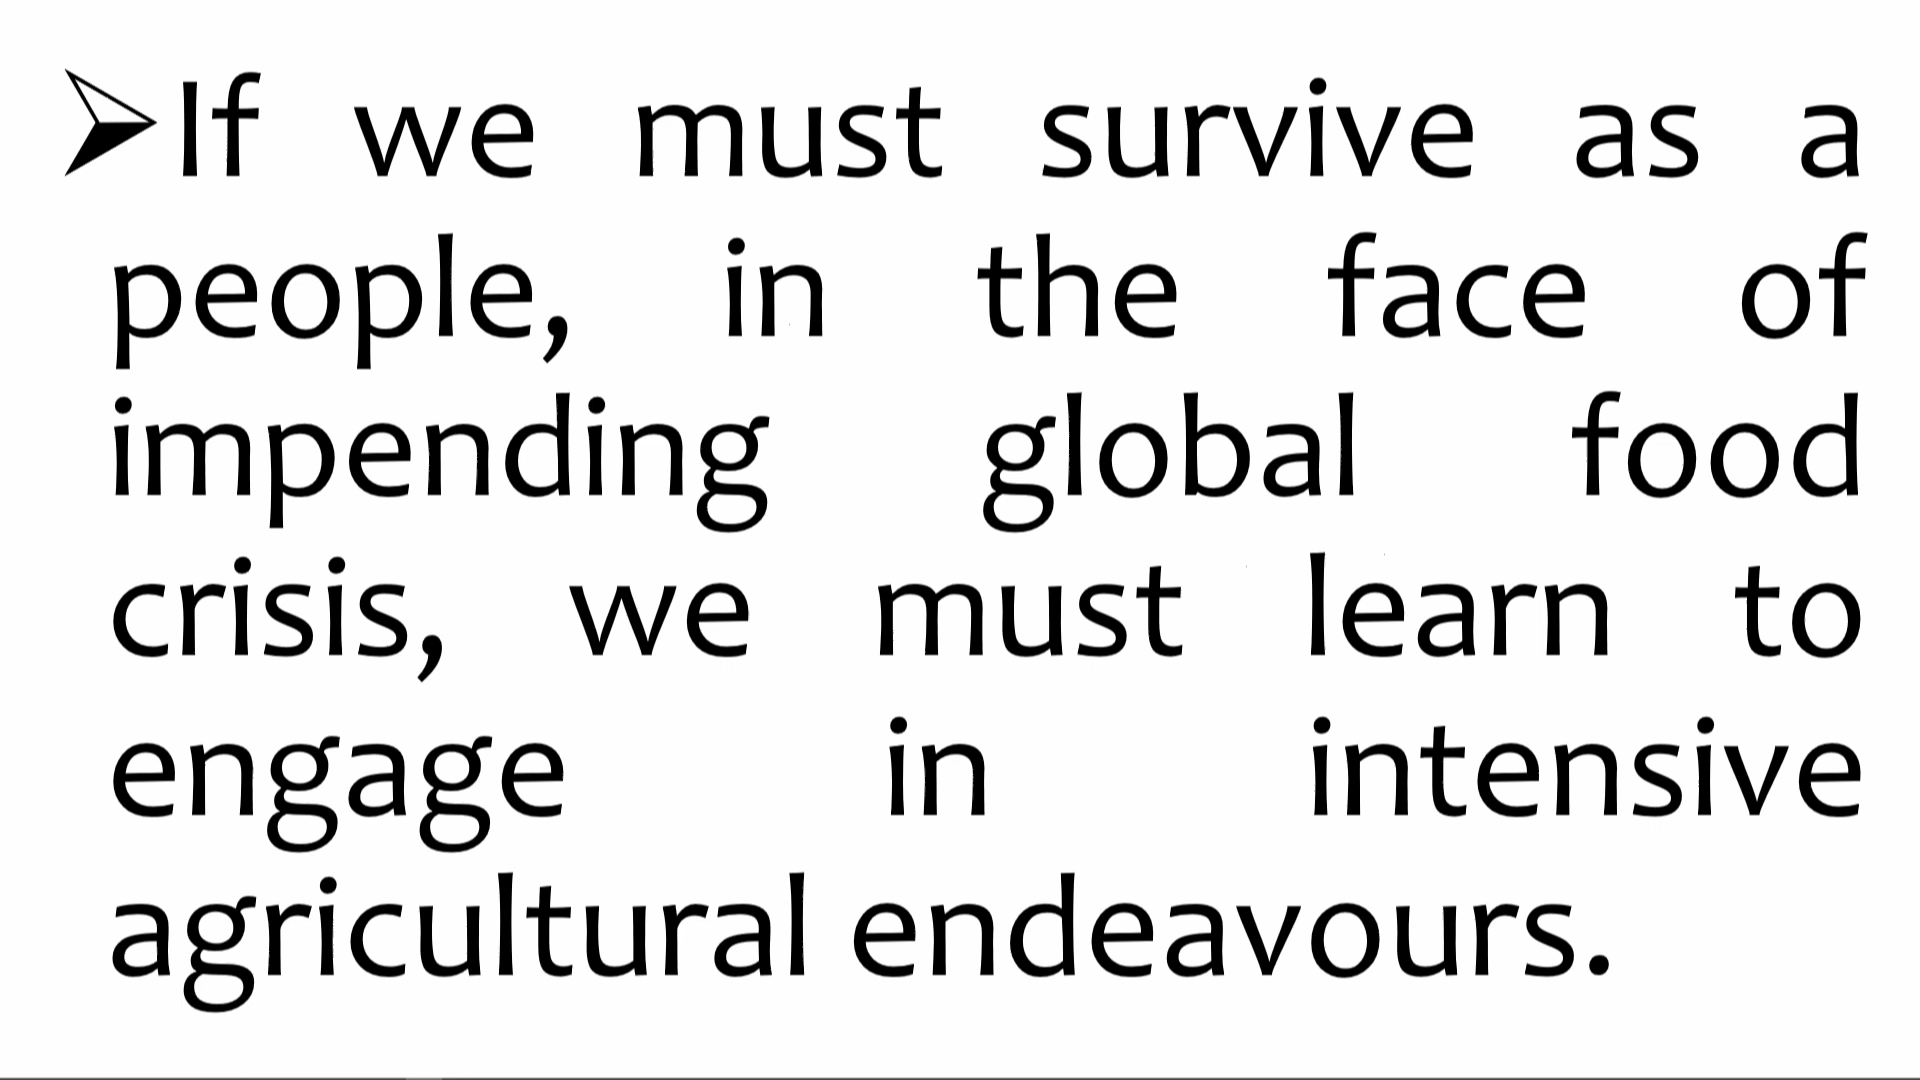 ➢If we must survive as a
people, in the face of
impending global food
crisis, we must learn to
engage in intensive
agricultural endeavours.